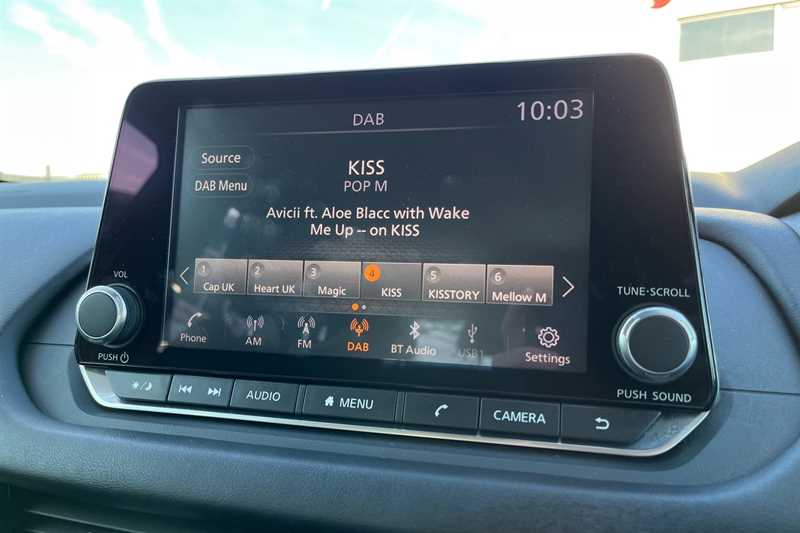 DAB
10:03
Source
DAB Menu
KISS
POP M
Avicii ft. Aloe Blacc with Wake
Me Up -- on KISS
1 2 3 4 5 6
Cap UK Heart UK Magic KISS KISSTORY Mellow M
Phone AM FM DAB BT Audio USB1 Settings
VOL
PUSH
TUNE·SCROLL
PUSH SOUND
AUDIO MENU CAMERA